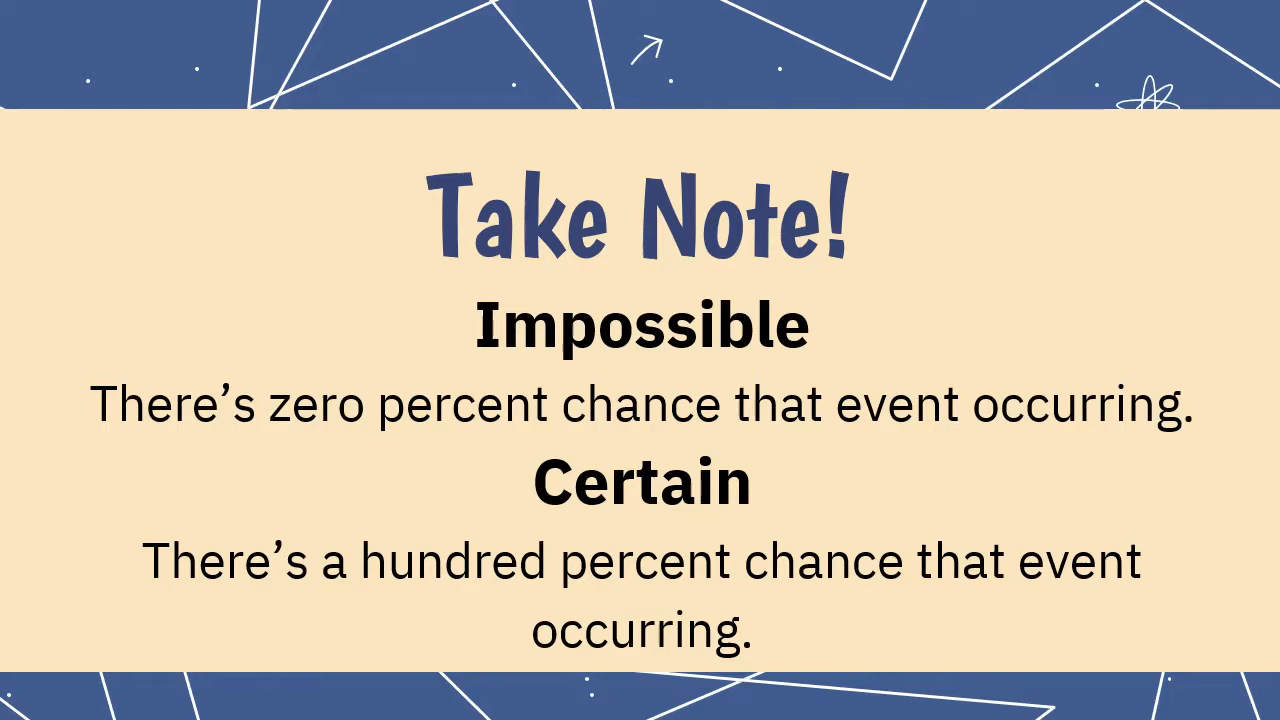 Take Note!
Impossible
There’s zero percent chance that event occurring.
Certain
There’s a hundred percent chance that event
occurring.